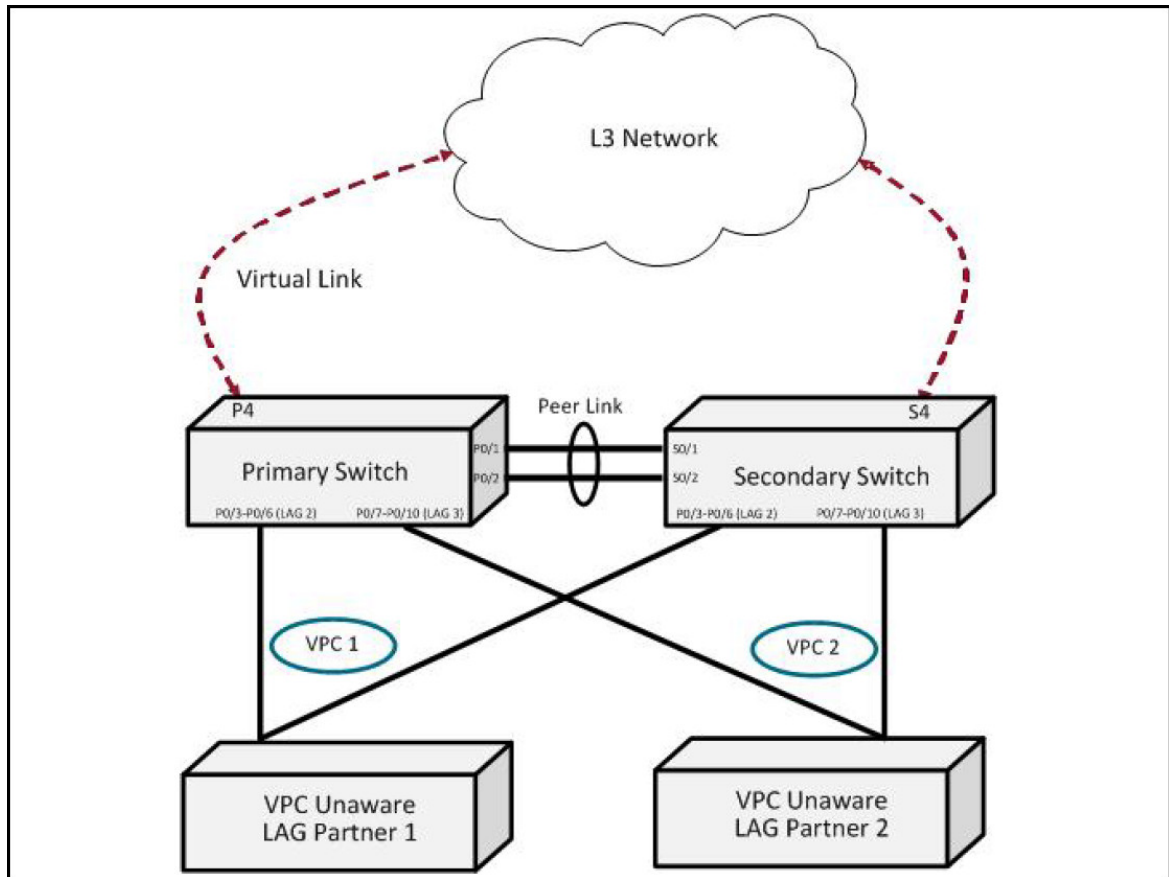 L3 Network
Virtual Link
P4
Peer Link
S4
P0/1
S0/1
Primary Switch
P0/2
S0/2
Secondary Switch
P0/3-P0/6 (LAG 2)
P0/7-P0/10 (LAG 3)
P0/3-P0/6 (LAG 2)
P0/7-P0/10 (LAG 3)
VPC 1
VPC 2
VPC Unaware
LAG Partner 1
VPC Unaware
LAG Partner 2